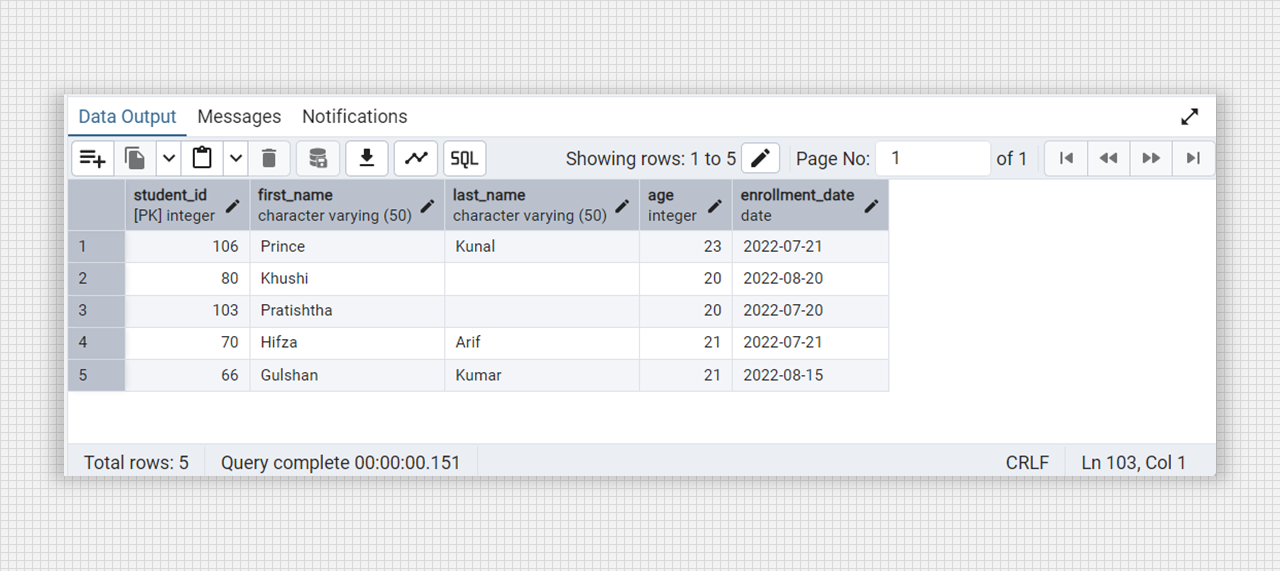 Data Output Messages Notifications
SQL Showing rows: 1 to 5 Page No: 1 of 1
student_id first_name last_name age enrollment_date
[PK] integer character varying (50) character varying (50) integer date
1 106 Prince Kunal 23 2022-07-21
2 80 Khushi 20 2022-08-20
3 103 Pratishtha 20 2022-07-20
4 70 Hifza Arif 21 2022-07-21
5 66 Gulshan Kumar 21 2022-08-15
Total rows: 5 Query complete 00:00:00.151 CRLF Ln 103, Col 1